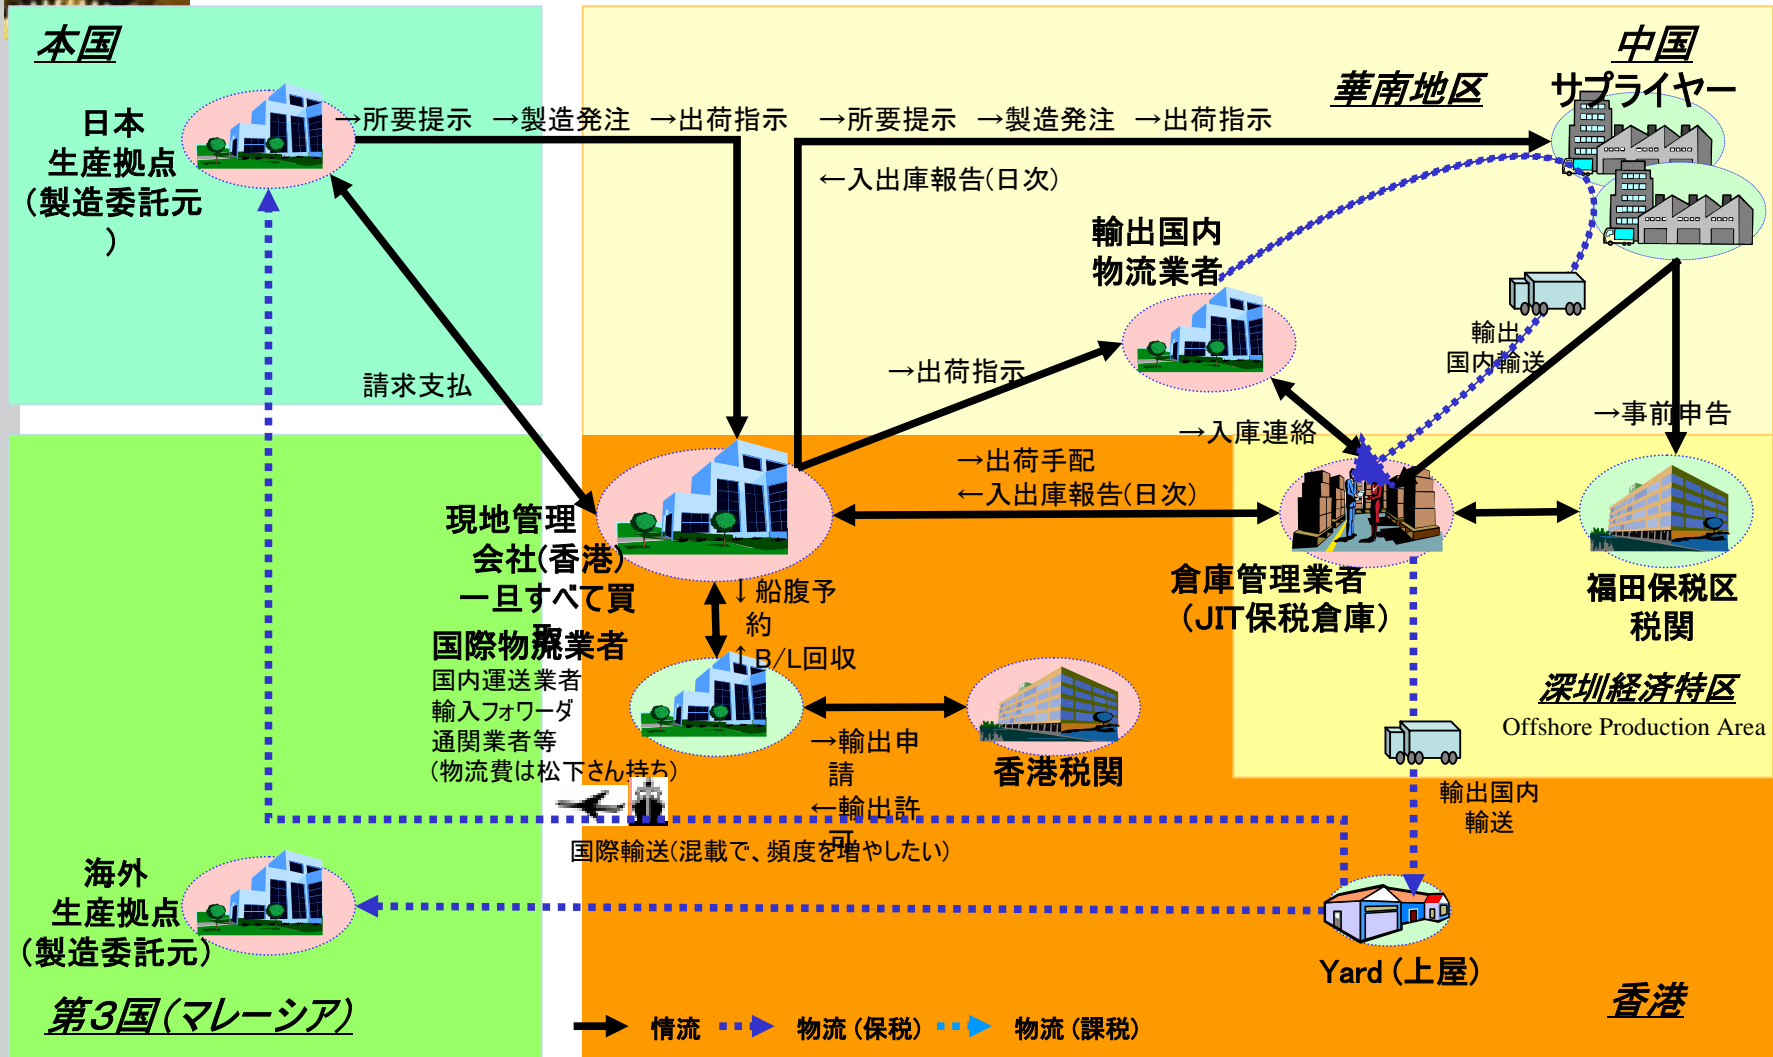 本国
日本
生産拠点
（製造委託元
）
→所要提示　→製造発注　→出荷指示
請求支払
中国
サプライヤー
華南地区
→所要提示　→製造発注　→出荷指示
←入出庫報告(日次)
輸出国内
物流業者
輸出
国内輸送
→出荷指示
→入庫連絡
→事前申告
→出荷手配
←入出庫報告(日次)
現地管理
会社(香港)
一旦すべて買
取
↓船腹予
約
↑B/L回収
国際物流業者
国内運送業者
輸入フォワーダ
通関業者等
(物流費は松下さん持ち)
倉庫管理業者
（JIT保税倉庫）
福田保税区
税関
深圳経済特区
Offshore Production Area
→輸出申
請
←輸出許
可
香港税関
輸出国内
輸送
国際輸送(混載で、頻度を増やしたい)
海外
生産拠点
（製造委託元）
第３国（マレーシア）
Yard（上屋）
香港
情流
物流（保税）
物流（課税）